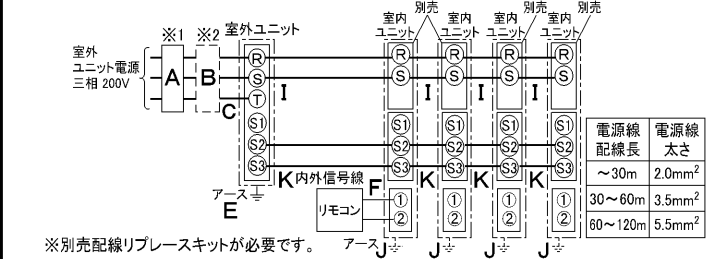 ※1 ※2 室外ユニット
室外
ユニット電源
三相 200V
A B C
R
S
T
S1
S2
S3
I
K 内外信号線
アース
E
F
リモコン
室内
ユニット
R
S
S1
S2
S3
①
②
アース
J
別売
I
K
室内
ユニット
R
S
S1
S2
S3
①
②
J
I
K
室内
ユニット
R
S
S1
S2
S3
①
②
J
別売
I
K
室内
ユニット
R
S
S1
S2
S3
①
②
J
別売
電源線
配線長 電源線
太さ
～30m 2.0mm²
30～60m 3.5mm²
60～120m 5.5mm²
※別売配線リプレースキットが必要です。